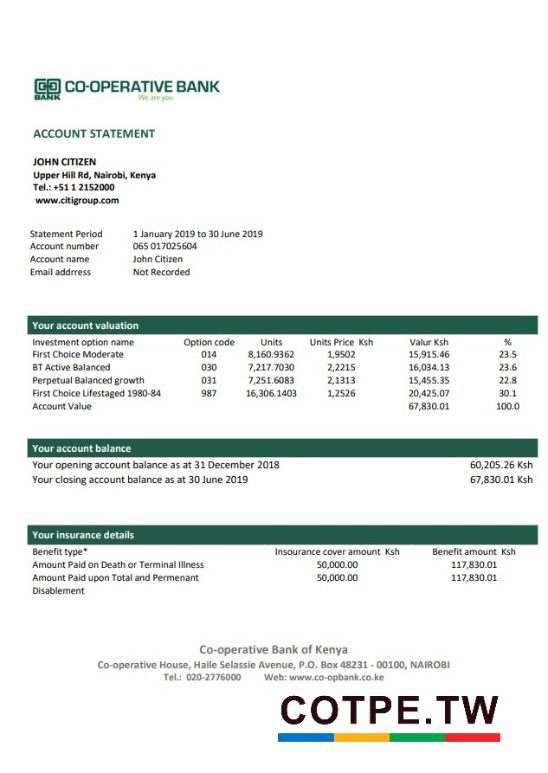 CO-OPERATIVE BANK
BANK
We are you
ACCOUNT STATEMENT
JOHN CITIZEN
Upper Hill Rd, Nairobi, Kenya
Tel.: +51 1 2152000
www.citigroup.com
Statement Period 1 January 2019 to 30 June 2019
Account number 065 017025604
Account name John Citizen
Email addrress Not Recorded
Your account valuation
Investment option name Option code Units Units Price Ksh Valur Ksh %
First Choice Moderate 014 8,160.9362 1,9502 15,915.46 23.5
BT Active Balanced 030 7,217.7030 2,2215 16,034.13 23.6
Perpetual Balanced growth 031 7,251.6083 2,1313 15,455.35 22.8
First Choice Lifestaged 1980-84 987 16,306.1403 1,2526 20,425.07 30.1
Account Value 67,830.01 100.0
Your account balance
Your opening account balance as at 31 December 2018 60,205.26 Ksh
Your closing account balance as at 30 June 2019 67,830.01 Ksh
Your insurance details
Benefit type* Insourance cover amount Ksh Benefit amount Ksh
Amount Paid on Death or Terminal Illness 50,000.00 117,830.01
Amount Paid upon Total and Permenant 50,000.00 117,830.01
Disablement
Co-operative Bank of Kenya
Co-operative House, Haile Selassie Avenue, P.O. Box 48231 - 00100, NAIROBI
Tel.: 020-2776000 Web: www.co-opbank.co.ke
COTPE.TW